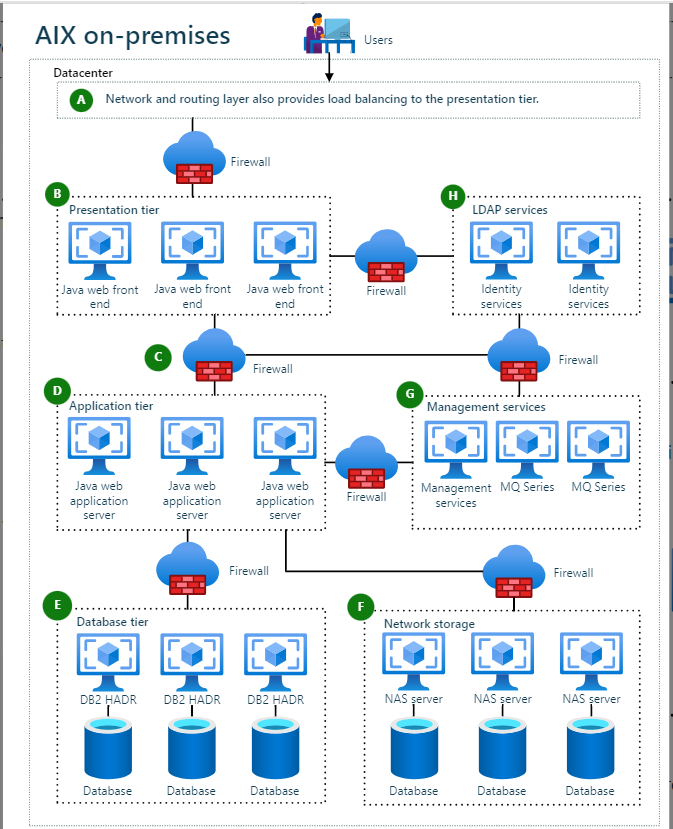 AIX on-premises
Users
Datacenter
A
Network and routing layer also provides load balancing to the presentation tier.
Firewall
B
Presentation tier
Java web front
end
Java web front
end
Java web front
end
Firewall
H
LDAP services
Identity
services
Identity
services
C
Firewall
Firewall
D
Application tier
Java web
application
server
Java web
application
server
Java web
application
server
Firewall
G
Management services
Management
services
MQ Series
MQ Series
Firewall
Firewall
E
Database tier
DB2 HADR
DB2 HADR
DB2 HADR
Database
Database
Database
F
Network storage
NAS server
NAS server
NAS server
Database
Database
Database